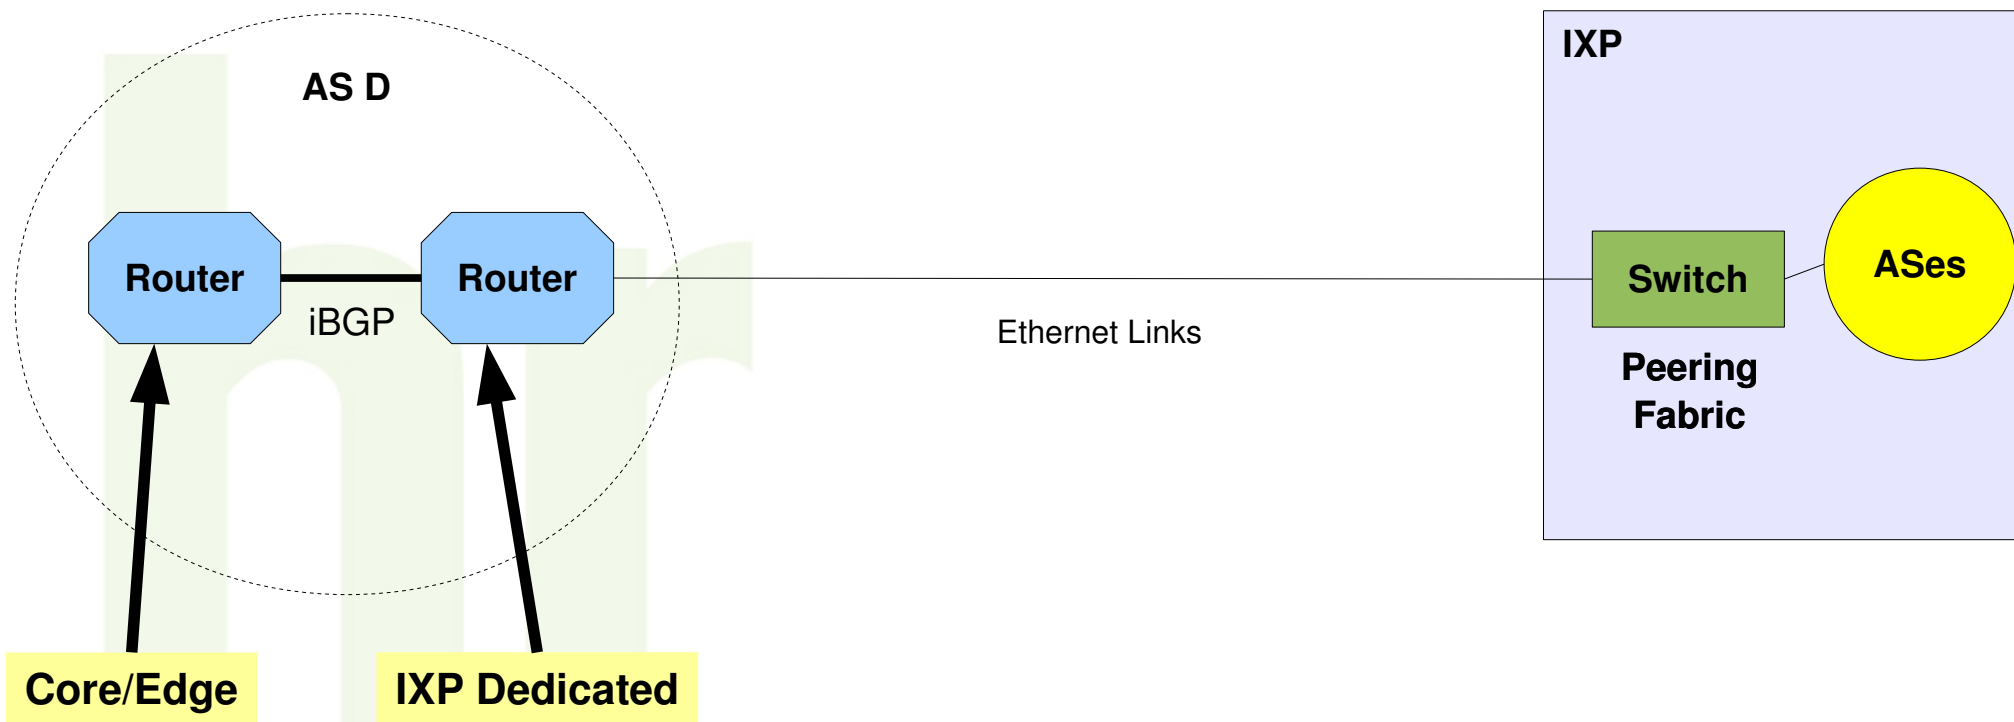 IXP
AS D
Router
Router
Switch
ASes
iBGP
Ethernet Links
Peering
Fabric
Core/Edge
IXP Dedicated